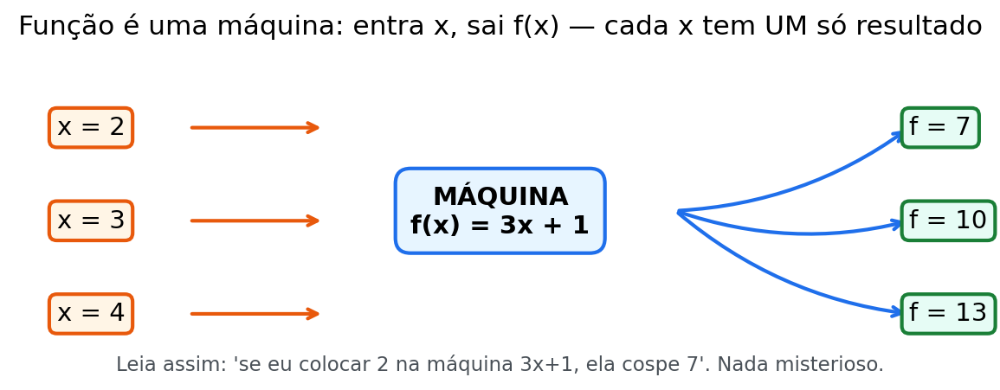 Função é uma máquina: entra x, sai f(x) — cada x tem UM só resultado
x = 2
f = 7
MÁQUINA
f(x) = 3x + 1
x = 3
f = 10
x = 4
f = 13
Leia assim: 'se eu colocar 2 na máquina 3x+1, ela cospe 7'. Nada misterioso.